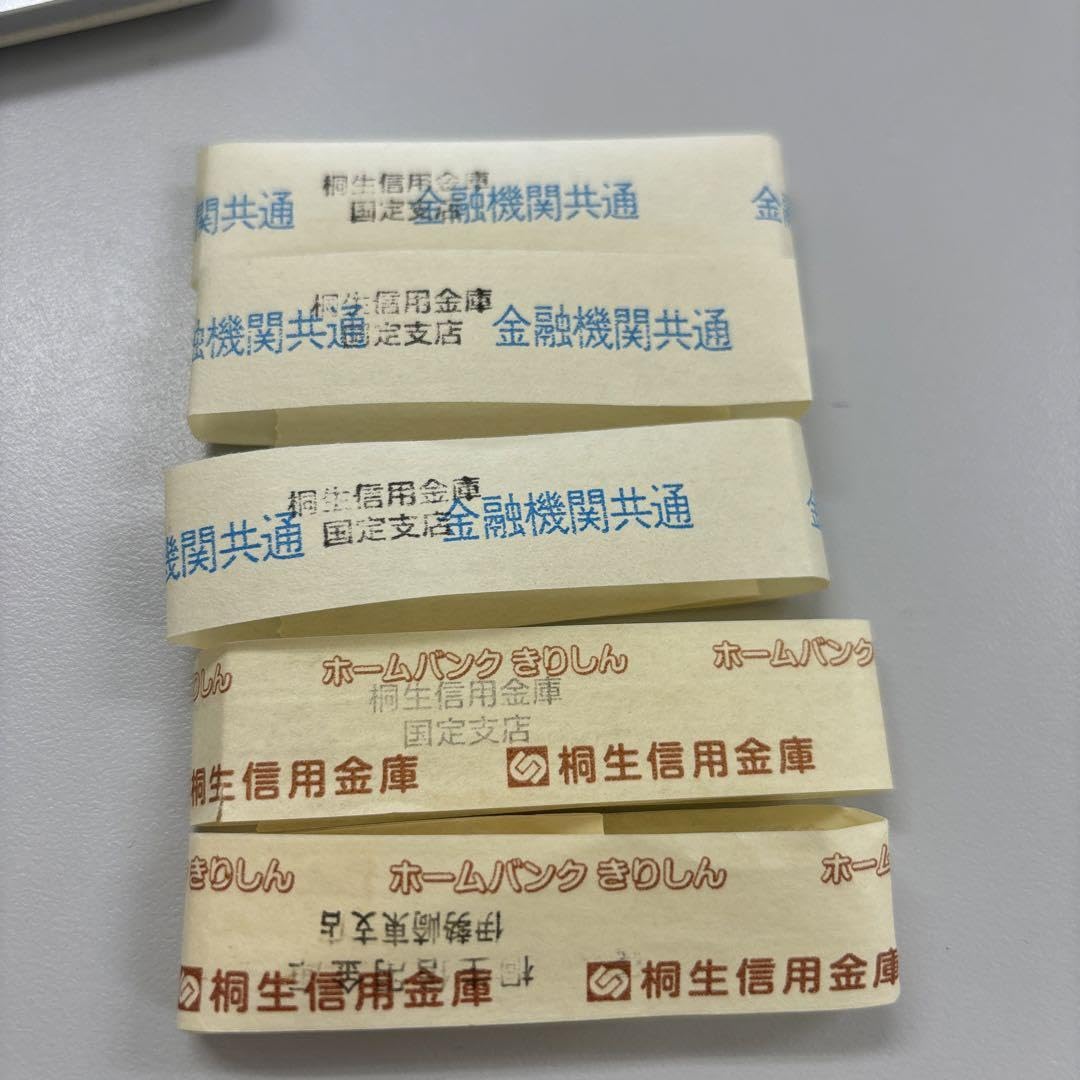 桐生信用金庫
関共通 金融機関共通 金
国定支店
桐生信用金庫
機関共通 金融機関共通
国定支店
桐生信用金庫
機関共通 金融機関共通
国定支店
りしん ホームバンク きりしん ホームバンク
桐生信用金庫
国定支店
桐生信用金庫 桐生信用金庫
きりしん ホームバンク きりしん ホーム
伊勢崎東支店
桐生信用金庫
桐生信用金庫 桐生信用金庫